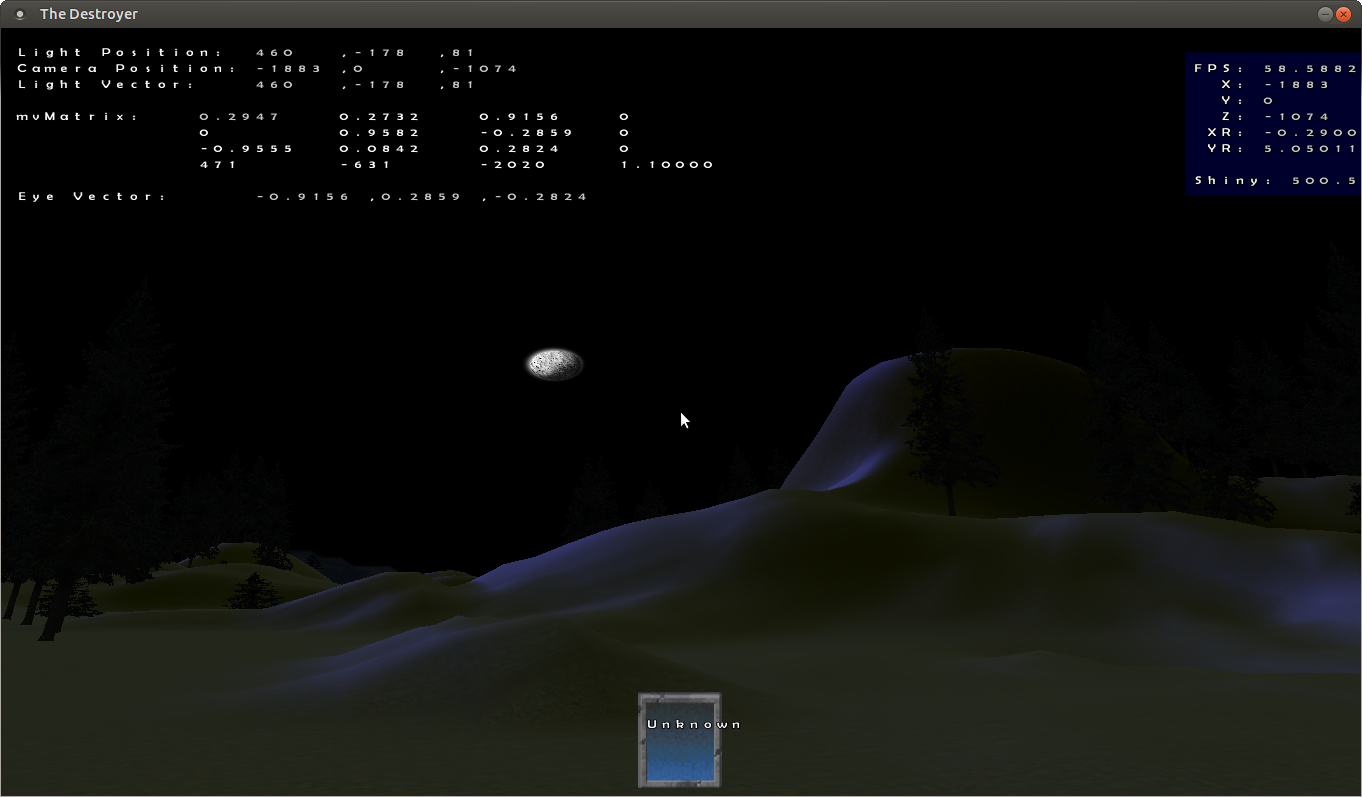 The Destroyer
Light Position: 460 ,-178 ,81
Camera Position: -1883 ,0 ,-1074
Light Vector: 460 ,-178 ,81
mvMatrix: 0.2947 0.2732 0.9156 0
0 0.9582 -0.2859 0
-0.9555 0.0842 0.2824 0
471 -631 -2020 1.10000
Eye Vector: -0.9156 ,0.2859 ,-0.2824
FPS: 58.5882
X: -1883
Y: 0
Z: -1074
XR: -0.2900
YR: 5.05011
Shiny: 500.5
Unknown